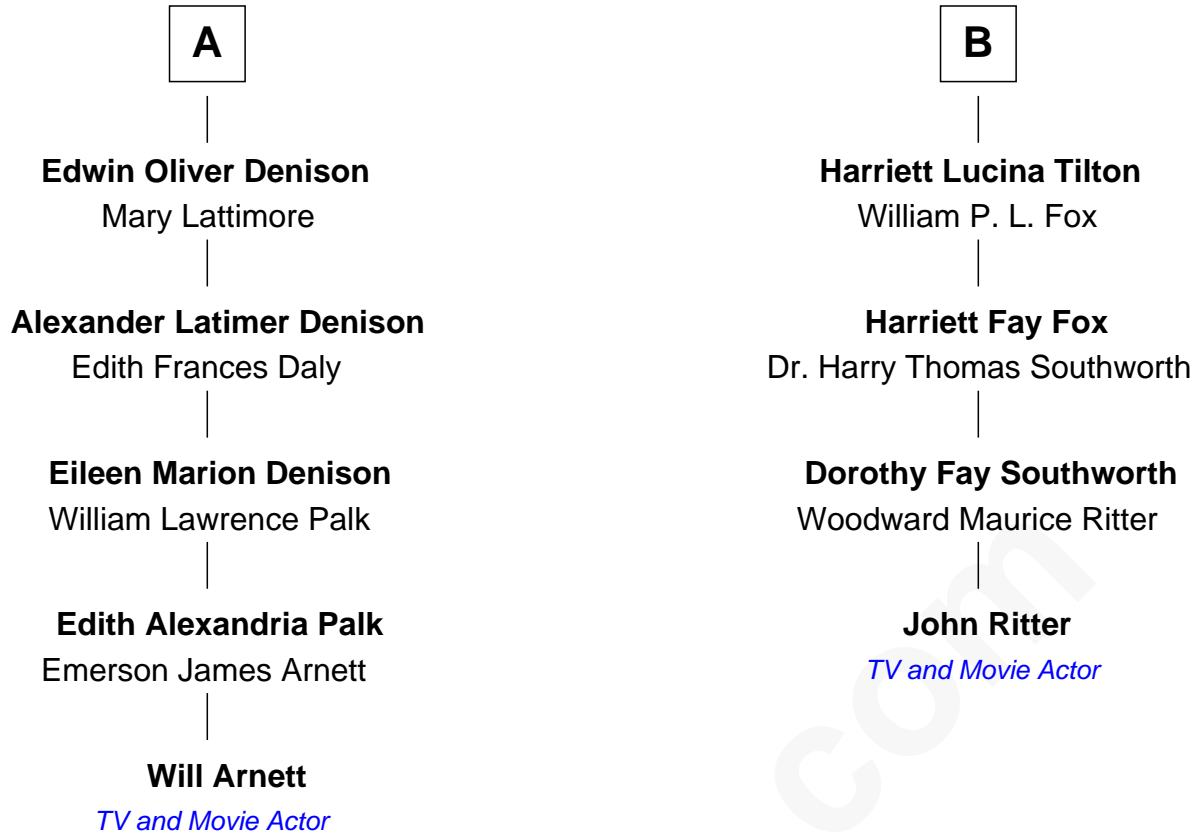 A
Edwin Oliver Denison
Mary Lattimore
Alexander Latimer Denison
Edith Frances Daly
Eileen Marion Denison
William Lawrence Palk
Edith Alexandria Palk
Emerson James Arnett
Will Arnett
TV and Movie Actor
B
Harriett Lucina Tilton
William P. L. Fox
Harriett Fay Fox
Dr. Harry Thomas Southworth
Dorothy Fay Southworth
Woodward Maurice Ritter
John Ritter
TV and Movie Actor
com